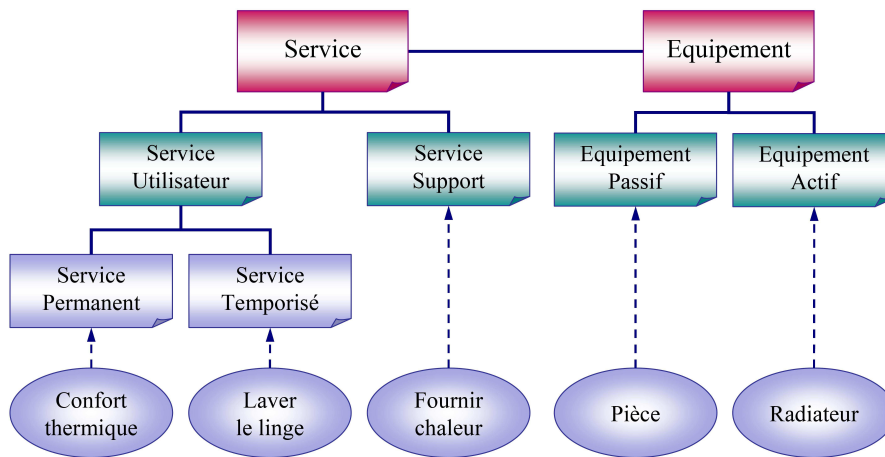 Service
Equipement
Service
Utilisateur
Service
Support
Equipement
Passif
Equipement
Actif
Service
Permanent
Service
Temporisé
Confort
thermique
Laver
le linge
Fournir
chaleur
Pièce
Radiateur